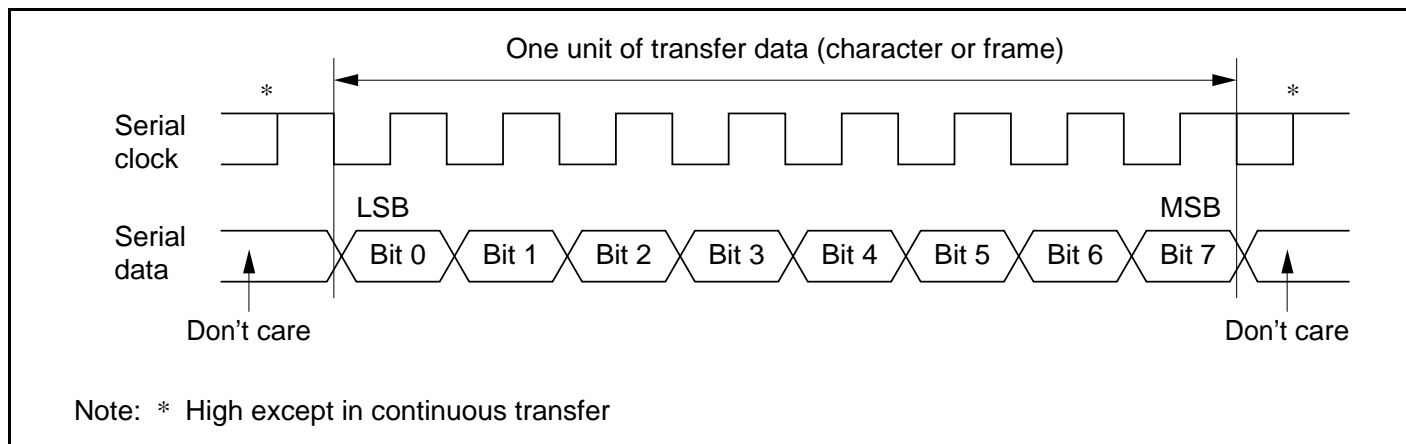 One unit of transfer data (character or frame)
* *
Serial
clock
LSB MSB
Serial
data
Bit 0 Bit 1 Bit 2 Bit 3 Bit 4 Bit 5 Bit 6 Bit 7
Don’t care Don’t care
Note: * High except in continuous transfer